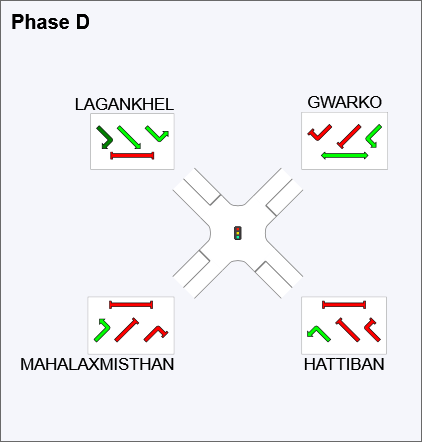 Phase D
LAGANKHEL
GWARKO
MAHALAXMISTHAN
HATTIBAN